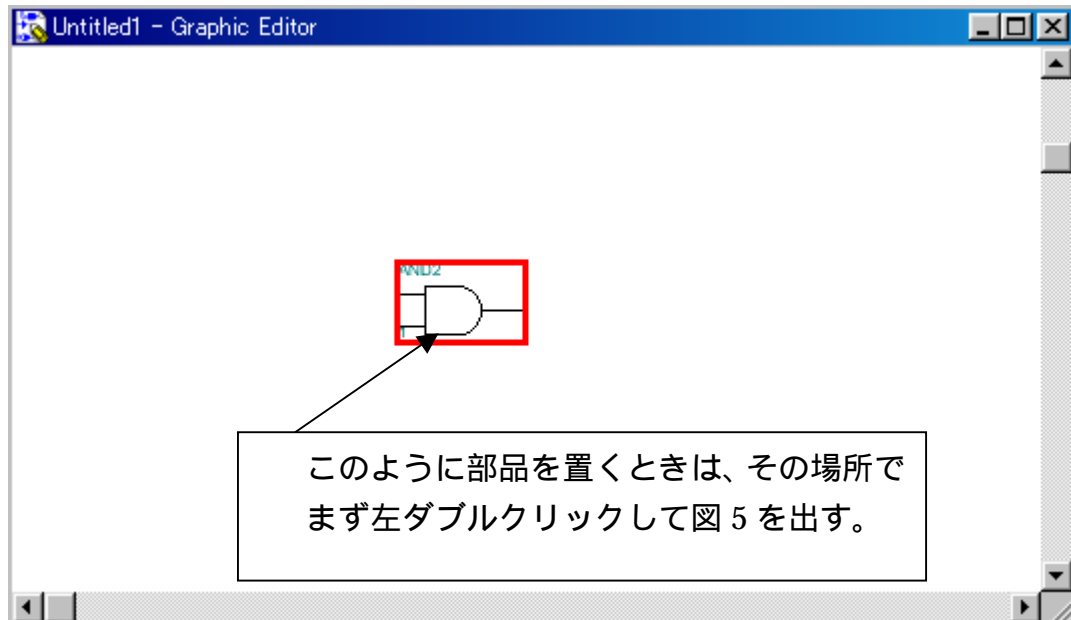 Untitled1 - Graphic Editor
AND2
1
このように部品を置くときは、その場所で
まず左ダブルクリックして図 5 を出す。